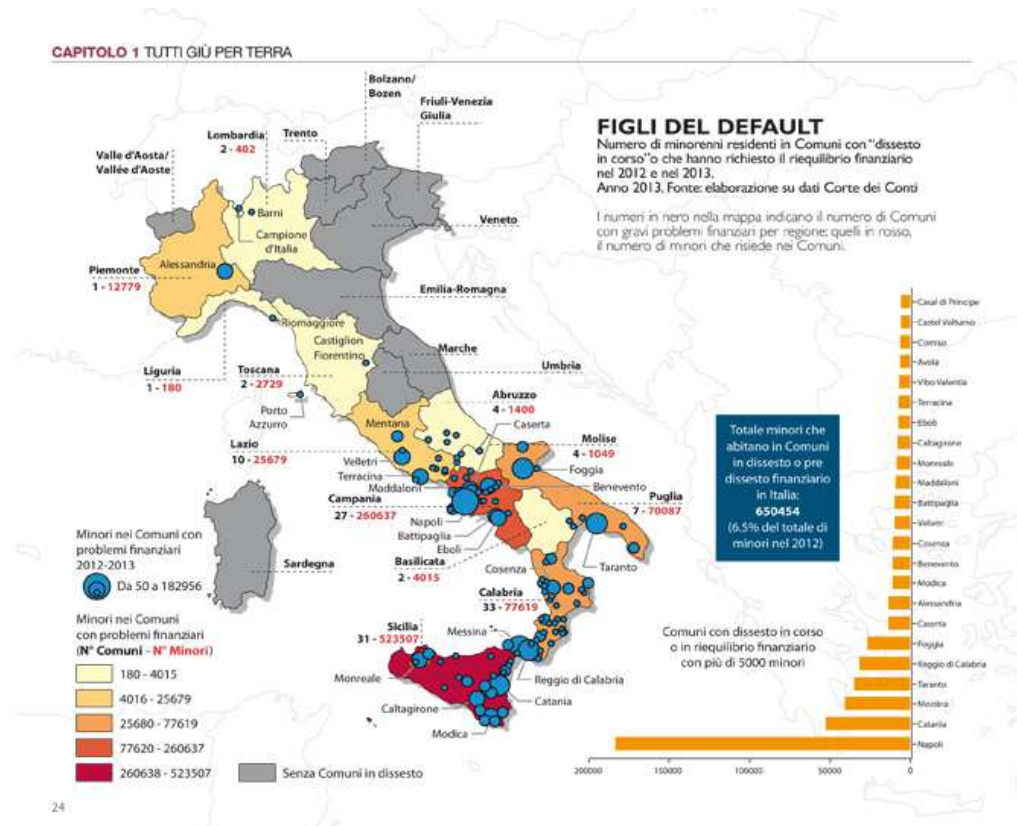 CAPITOLO 1 TUTTI GIÙ PER TERRA
FIGLI DEL DEFAULT
Numero di minorenni residenti in Comuni con "dissesto
in corso"o che hanno richiesto il riequilibrio finanziario
nel 2012 e nel 2013.
Anno 2013. Fonte: elaborazione su dati Corte dei Conti
I numeri in nero nella mappa indicano il numero di Comuni
con gravi problemi finanziari per regione; quelli in rosso,
il numero di minori che risiede nei Comuni.
Bolzano/
Bozen
Friuli-Venezia
Giulia
Lombardia
2 - 402
Trento
Valle d'Aosta/
Vallée d'Aoste
Barni
Campione
d'Italia
Veneto
Piemonte
1 - 12779
Alessandria
Emilia-Romagna
Riomaggiore
Castiglion
Fiorentino
Marche
Umbria
Liguria
1 - 180
Toscana
2 - 2729
Porto
Azzurro
Abruzzo
4 - 1400
Mentana
Caserta
Molise
4 - 1049
Lazio
10 - 25679
Velletri
Terracina
Maddaloni
Foggia
Benevento
Campania
27 - 260637
Puglia
7 - 70087
Napoli
Battipaglia
Eboli
Basilicata
2 - 4015
Cosenza
Taranto
Sardegna
Calabria
33 - 77619
Sicilia
31 - 523507
Messina
Monreale
Reggio di Calabria
Catania
Caltagirone
Modica
Minori nei Comuni con
problemi finanziari
2012-2013
Da 50 a 182956
Minori nei Comuni
con problemi finanziari
(N° Comuni - N° Minori)
180 - 4015
4016 - 25679
25680 - 77619
77620 - 260637
260638 - 523507
Senza Comuni in dissesto
Totale minori che
abitano in Comuni
in dissesto o pre
dissesto finanziario
in Italia:
650454
(6.5% del totale di
minori nel 2012)
Comuni con dissesto in corso
o in riequilibrio finanziario
con più di 5000 minori
Casal di Principe
Castel Volturno
Comiso
Avola
Vibo Valentia
Terracina
Eboli
Caltagirone
Monreale
Maddaloni
Battipaglia
Velletri
Cosenza
Benevento
Modica
Alessandria
Caserta
Foggia
Reggio di Calabria
Taranto
Messina
Catania
Napoli
200000 150000 100000 50000 0
24